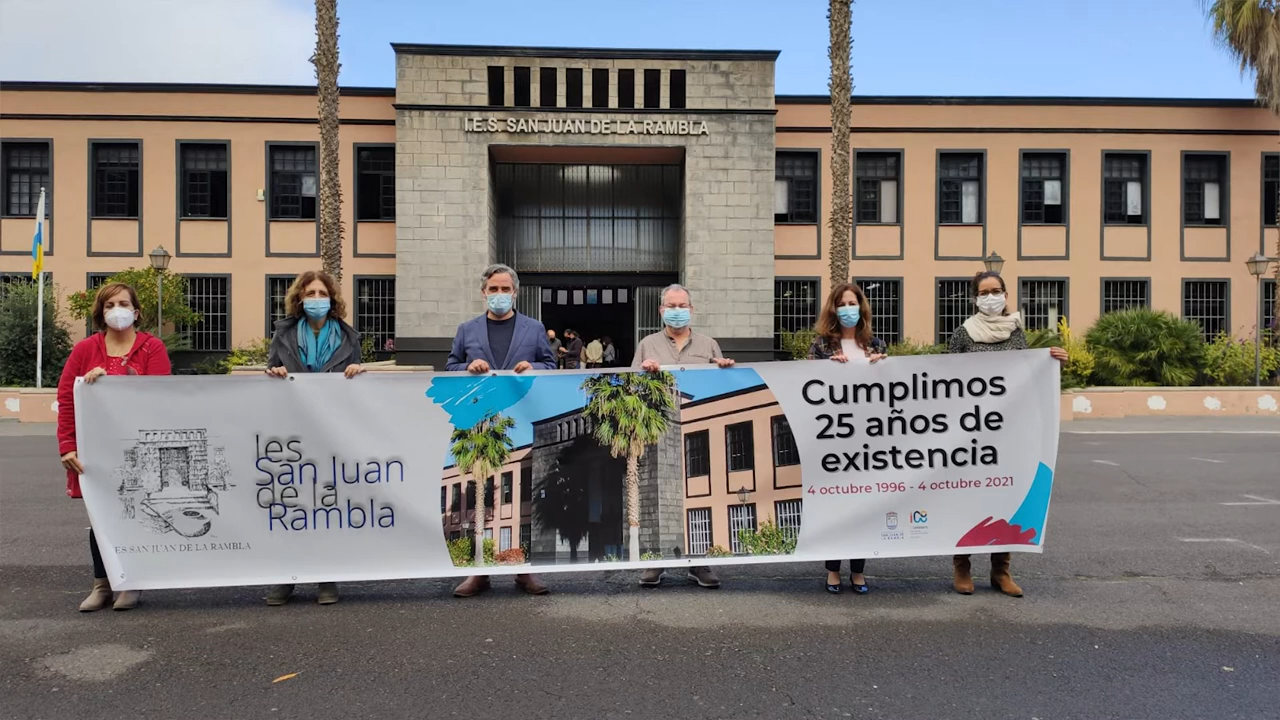 I.E.S. SAN JUAN DE LA RAMBLA
Ies
San Juan
de la
Rambla
IES SAN JUAN DE LA RAMBLA
Cumplimos
25 años de
existencia
4 octubre 1996 - 4 octubre 2021